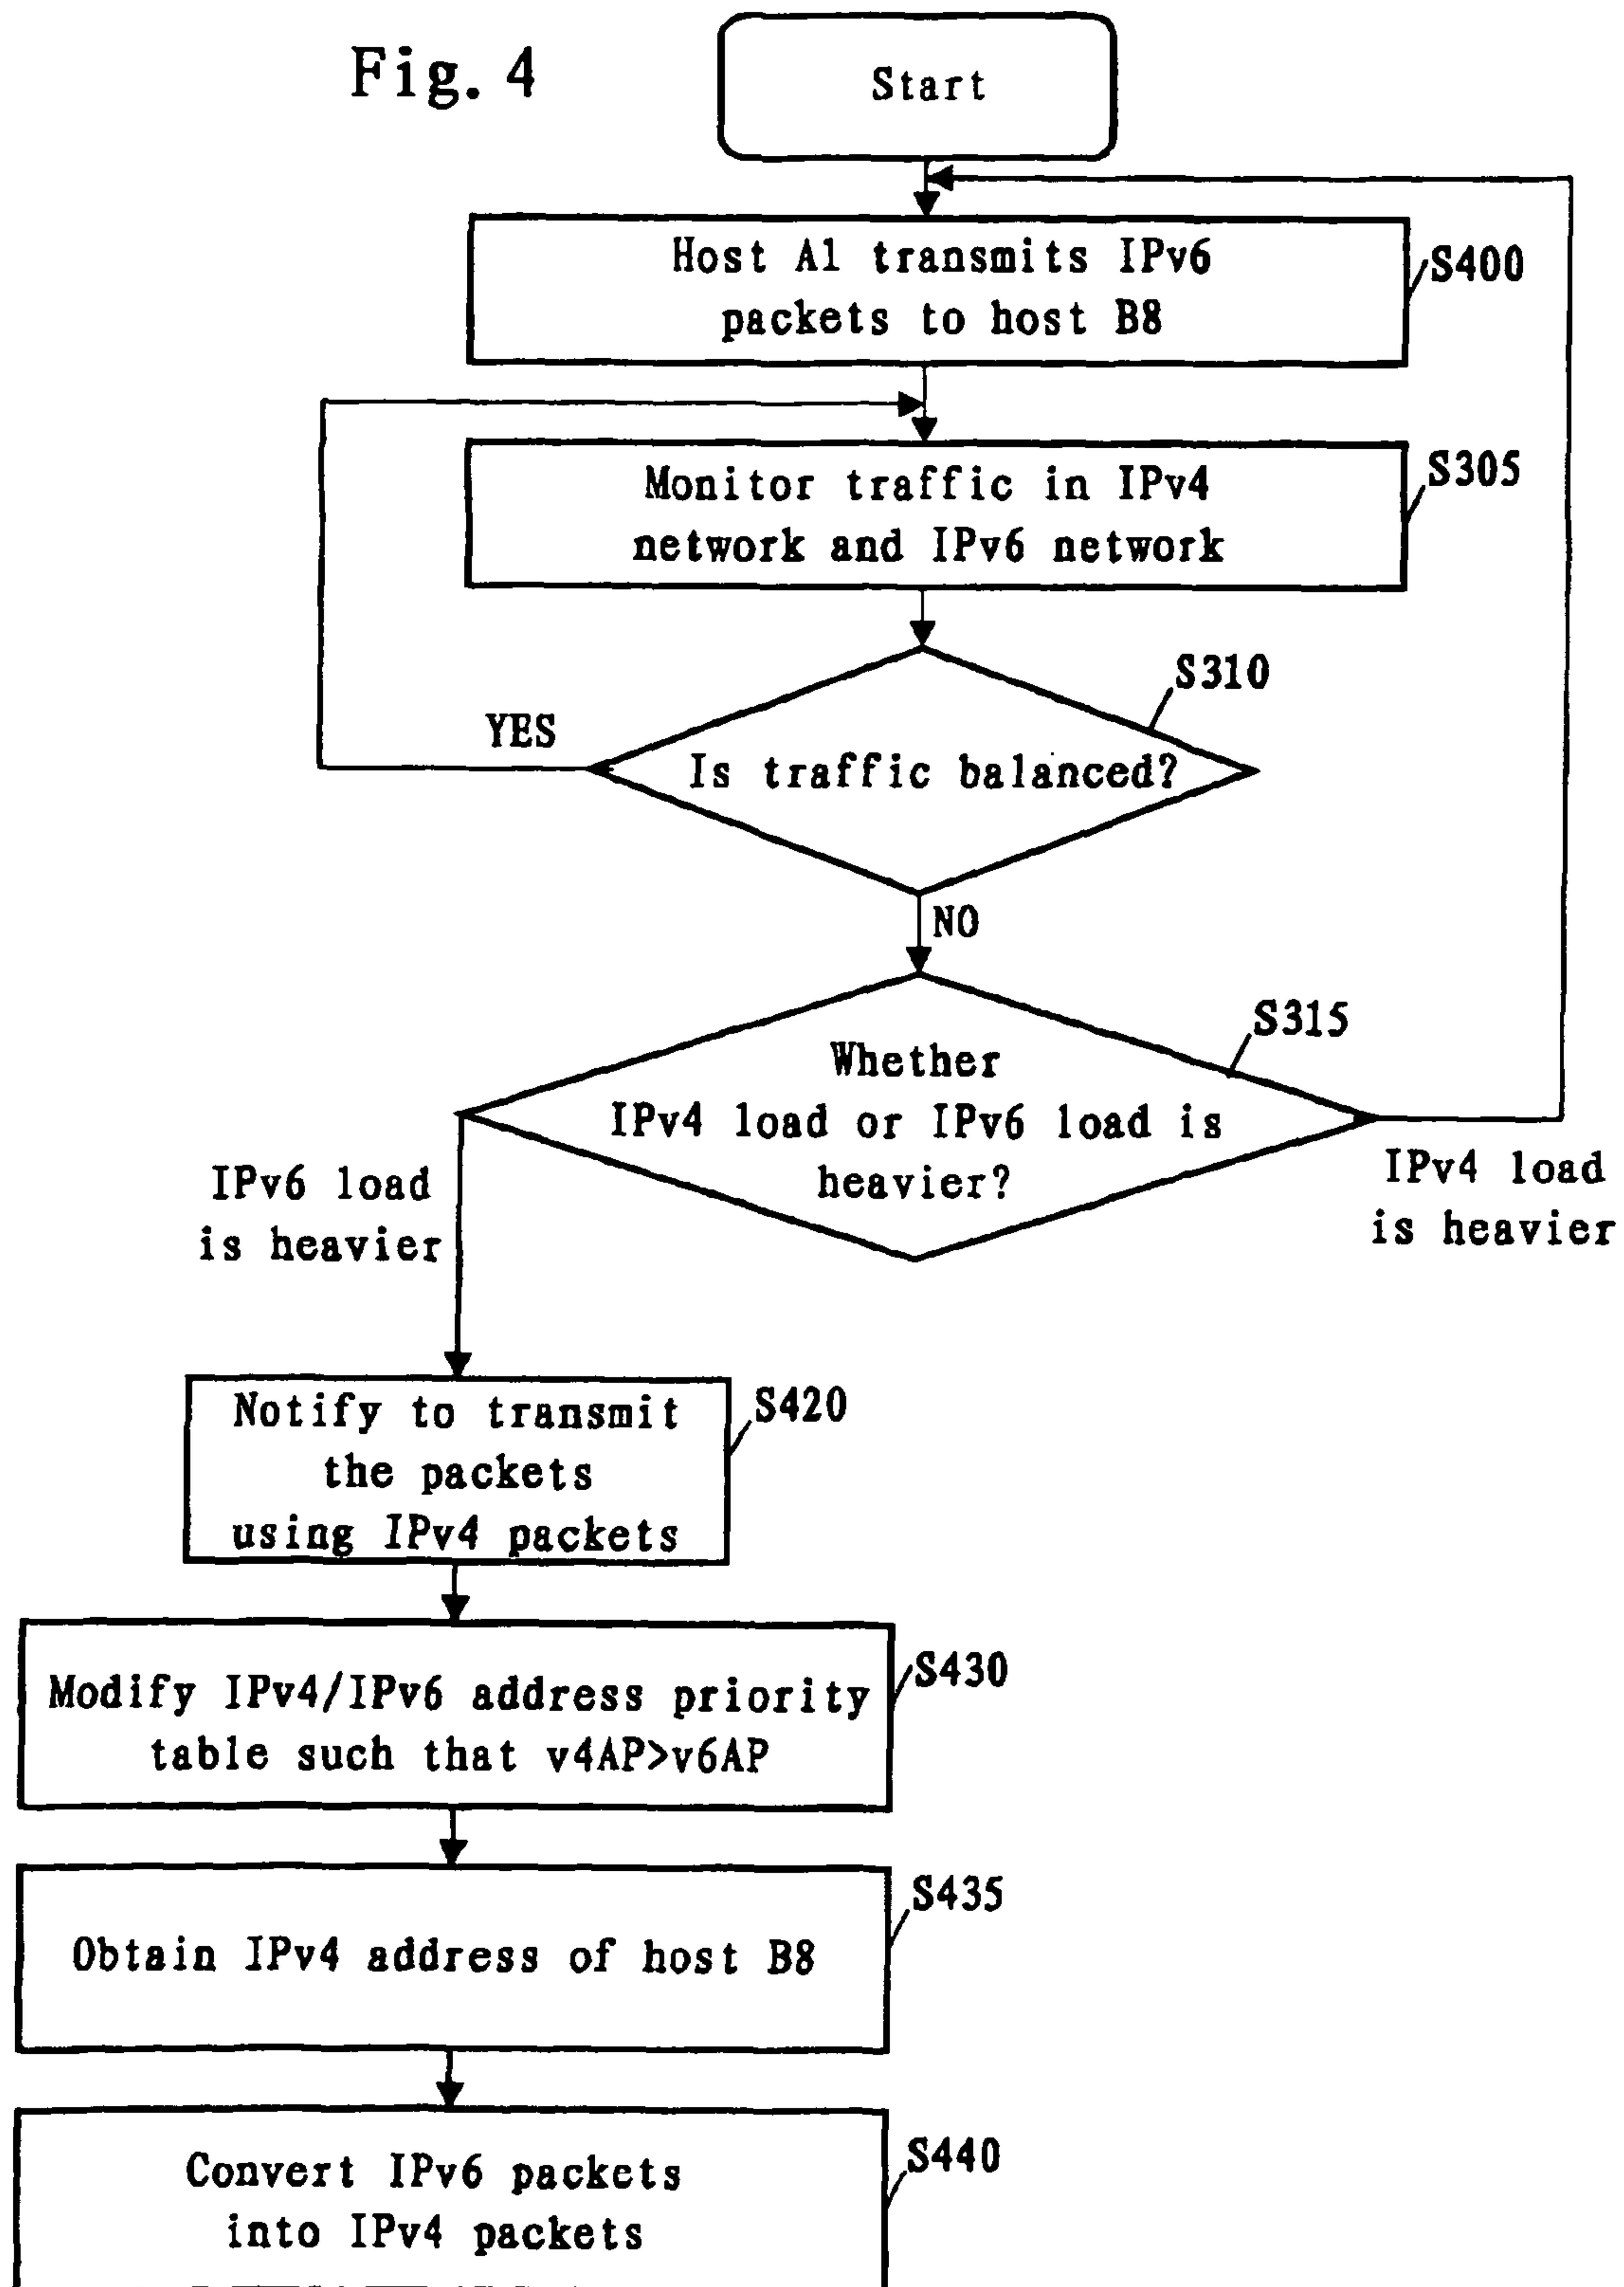 Fig. 4
Start
Host A1 transmits IPv6
packets to host B8
S400
Monitor traffic in IPv4
network and IPv6 network
S305
S310
YES
Is traffic balanced?
NO
S315
Whether
IPv4 load or IPv6 load is
heavier?
IPv6 load
is heavier
IPv4 load
is heavier
Notify to transmit
the packets
using IPv4 packets
S420
Modify IPv4/IPv6 address priority
table such that v4AP>v6AP
S430
Obtain IPv4 address of host B8
S435
Convert IPv6 packets
into IPv4 packets
S440